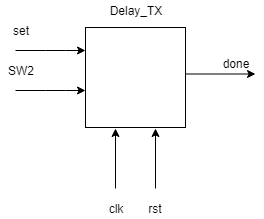 Delay_TX
set
done
SW2
clk rst